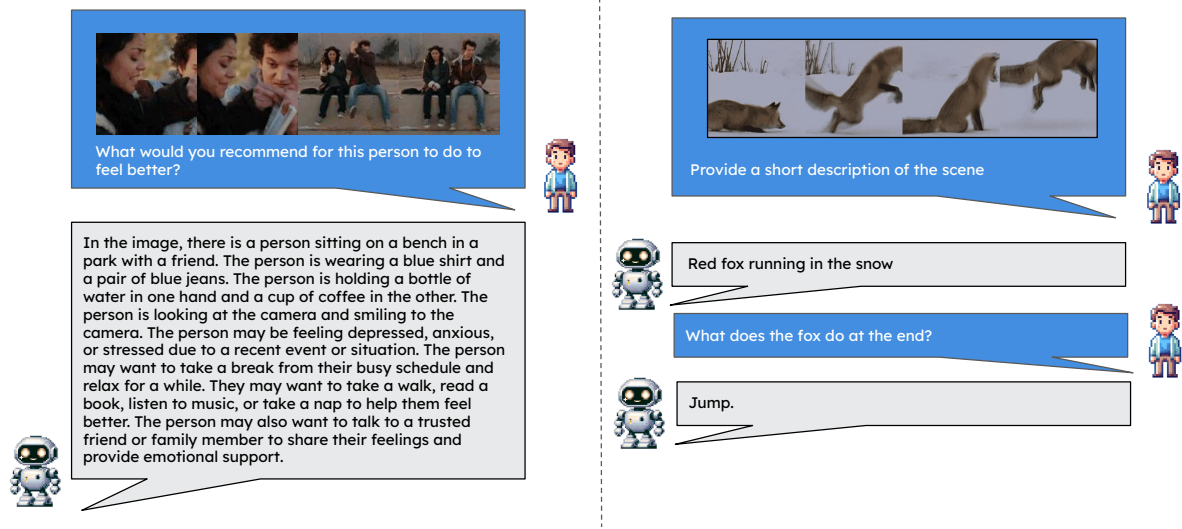 What would you recommend for this person to do to
feel better?
In the image, there is a person sitting on a bench in a
park with a friend. The person is wearing a blue shirt and
a pair of blue jeans. The person is holding a bottle of
water in one hand and a cup of coffee in the other. The
person is looking at the camera and smiling to the
camera. The person may be feeling depressed, anxious,
or stressed due to a recent event or situation. The person
may want to take a break from their busy schedule and
relax for a while. They may want to take a walk, read a
book, listen to music, or take a nap to help them feel
better. The person may also want to talk to a trusted
friend or family member to share their feelings and
provide emotional support.
Provide a short description of the scene
Red fox running in the snow
What does the fox do at the end?
Jump.